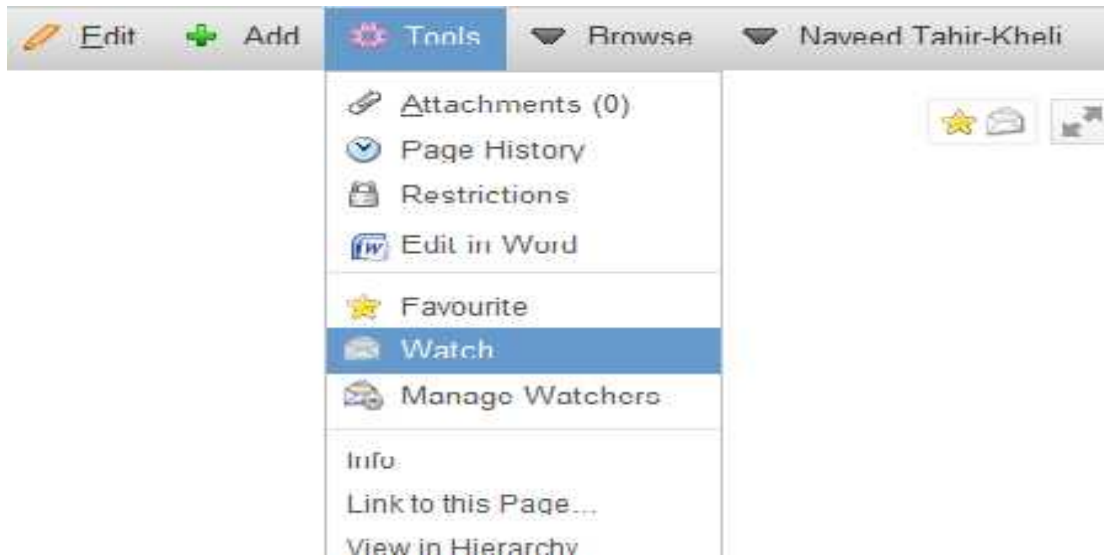 Edit Add Tools Browse Naveed Tahir-Kheli
Attachments (0)
Page History
Restrictions
Edit in Word
Favourite
Watch
Manage Watchers
Info
Link to this Page...
View in Hierarchy